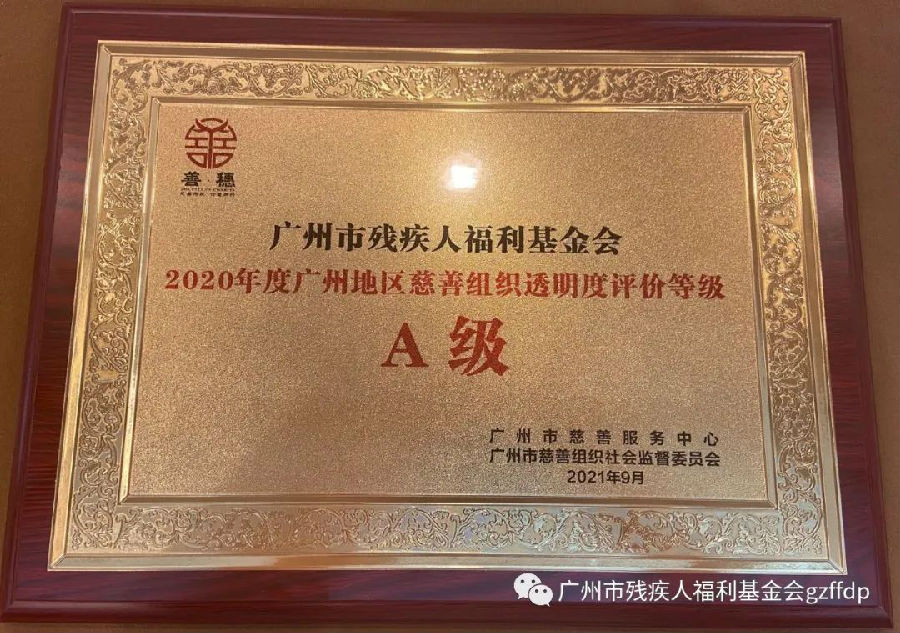 善·穗
广州市残疾人福利基金会
2020年度广州地区慈善组织透明度评价等级
A 级
广州市慈善服务中心
广州市慈善组织社会监督委员会
2021年9月
广州市残疾人福利基金会gzffdp